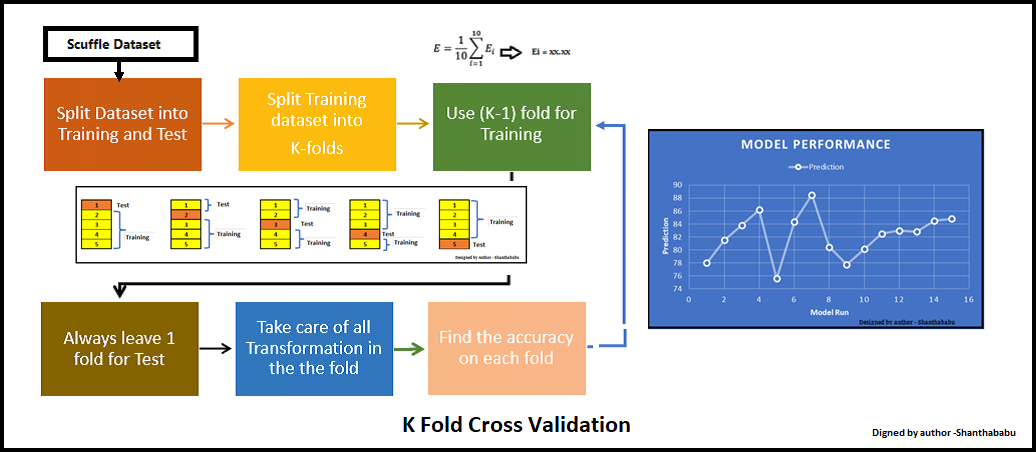 Scuffle Dataset
E = 1/10 10∑i=1 Ei
Ei = xx.xx
Split Dataset into
Training and Test
Split Training
dataset into
K-folds
Use (K-1) fold for
Training
1
2
3
4
5
Test
Training
1
2
3
4
5
Test
Training
1
2
3
4
5
Training
Test
Training
1
2
3
4
5
Training
Test
Training
1
2
3
4
5
Training
Test
Designed by author - Shanthababu
MODEL PERFORMANCE
Prediction
Prediction
90
88
86
84
82
80
78
76
74
0 2 4 6 8 10 12 14 16
Model Run
Designed by author - Shanthababu
Always leave 1
fold for Test
Take care of all
Transformation in
the the fold
Find the accuracy
on each fold
K Fold Cross Validation
Digned by author -Shanthababu